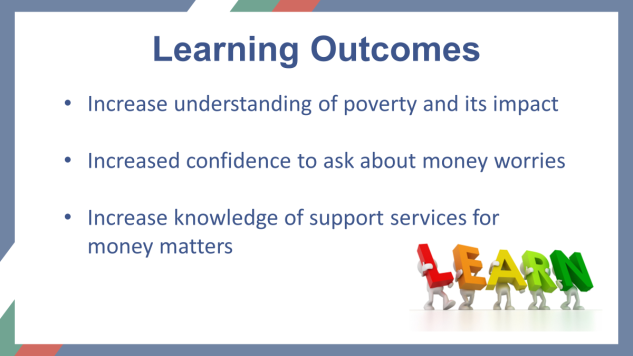 Learning Outcomes
• Increase understanding of poverty and its impact
• Increased confidence to ask about money worries
• Increase knowledge of support services for
money matters
LEARN